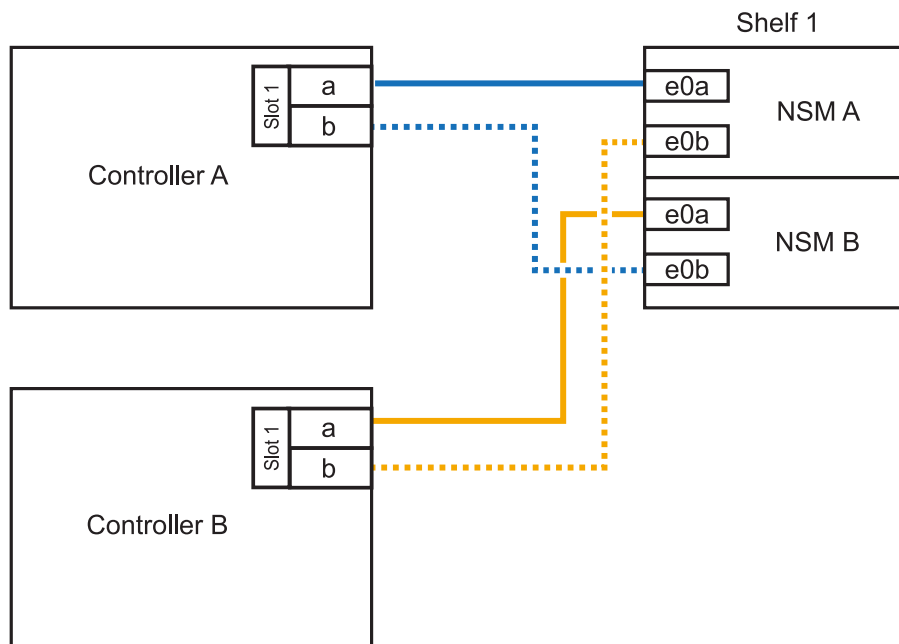 Shelf 1
Slot 1
a
b
Controller A
e0a
e0b
NSM A
e0a
e0b
NSM B
Slot 1
a
b
Controller B